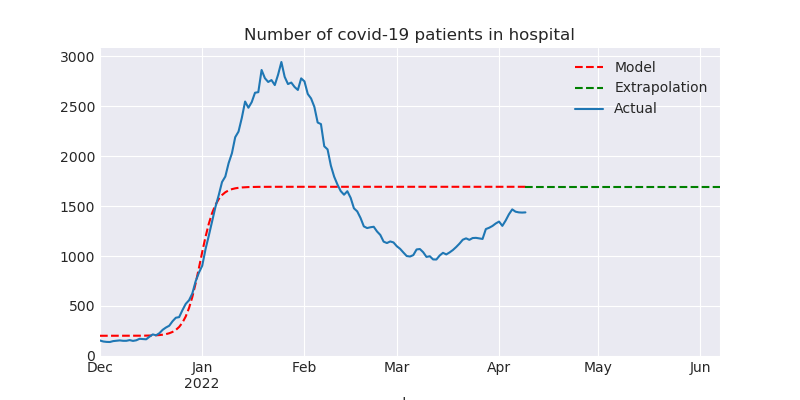 Number of covid-19 patients in hospital
3000
2500
2000
1500
1000
500
0
Model
Extrapolation
Actual
Dec Jan Feb Mar Apr May Jun
2022